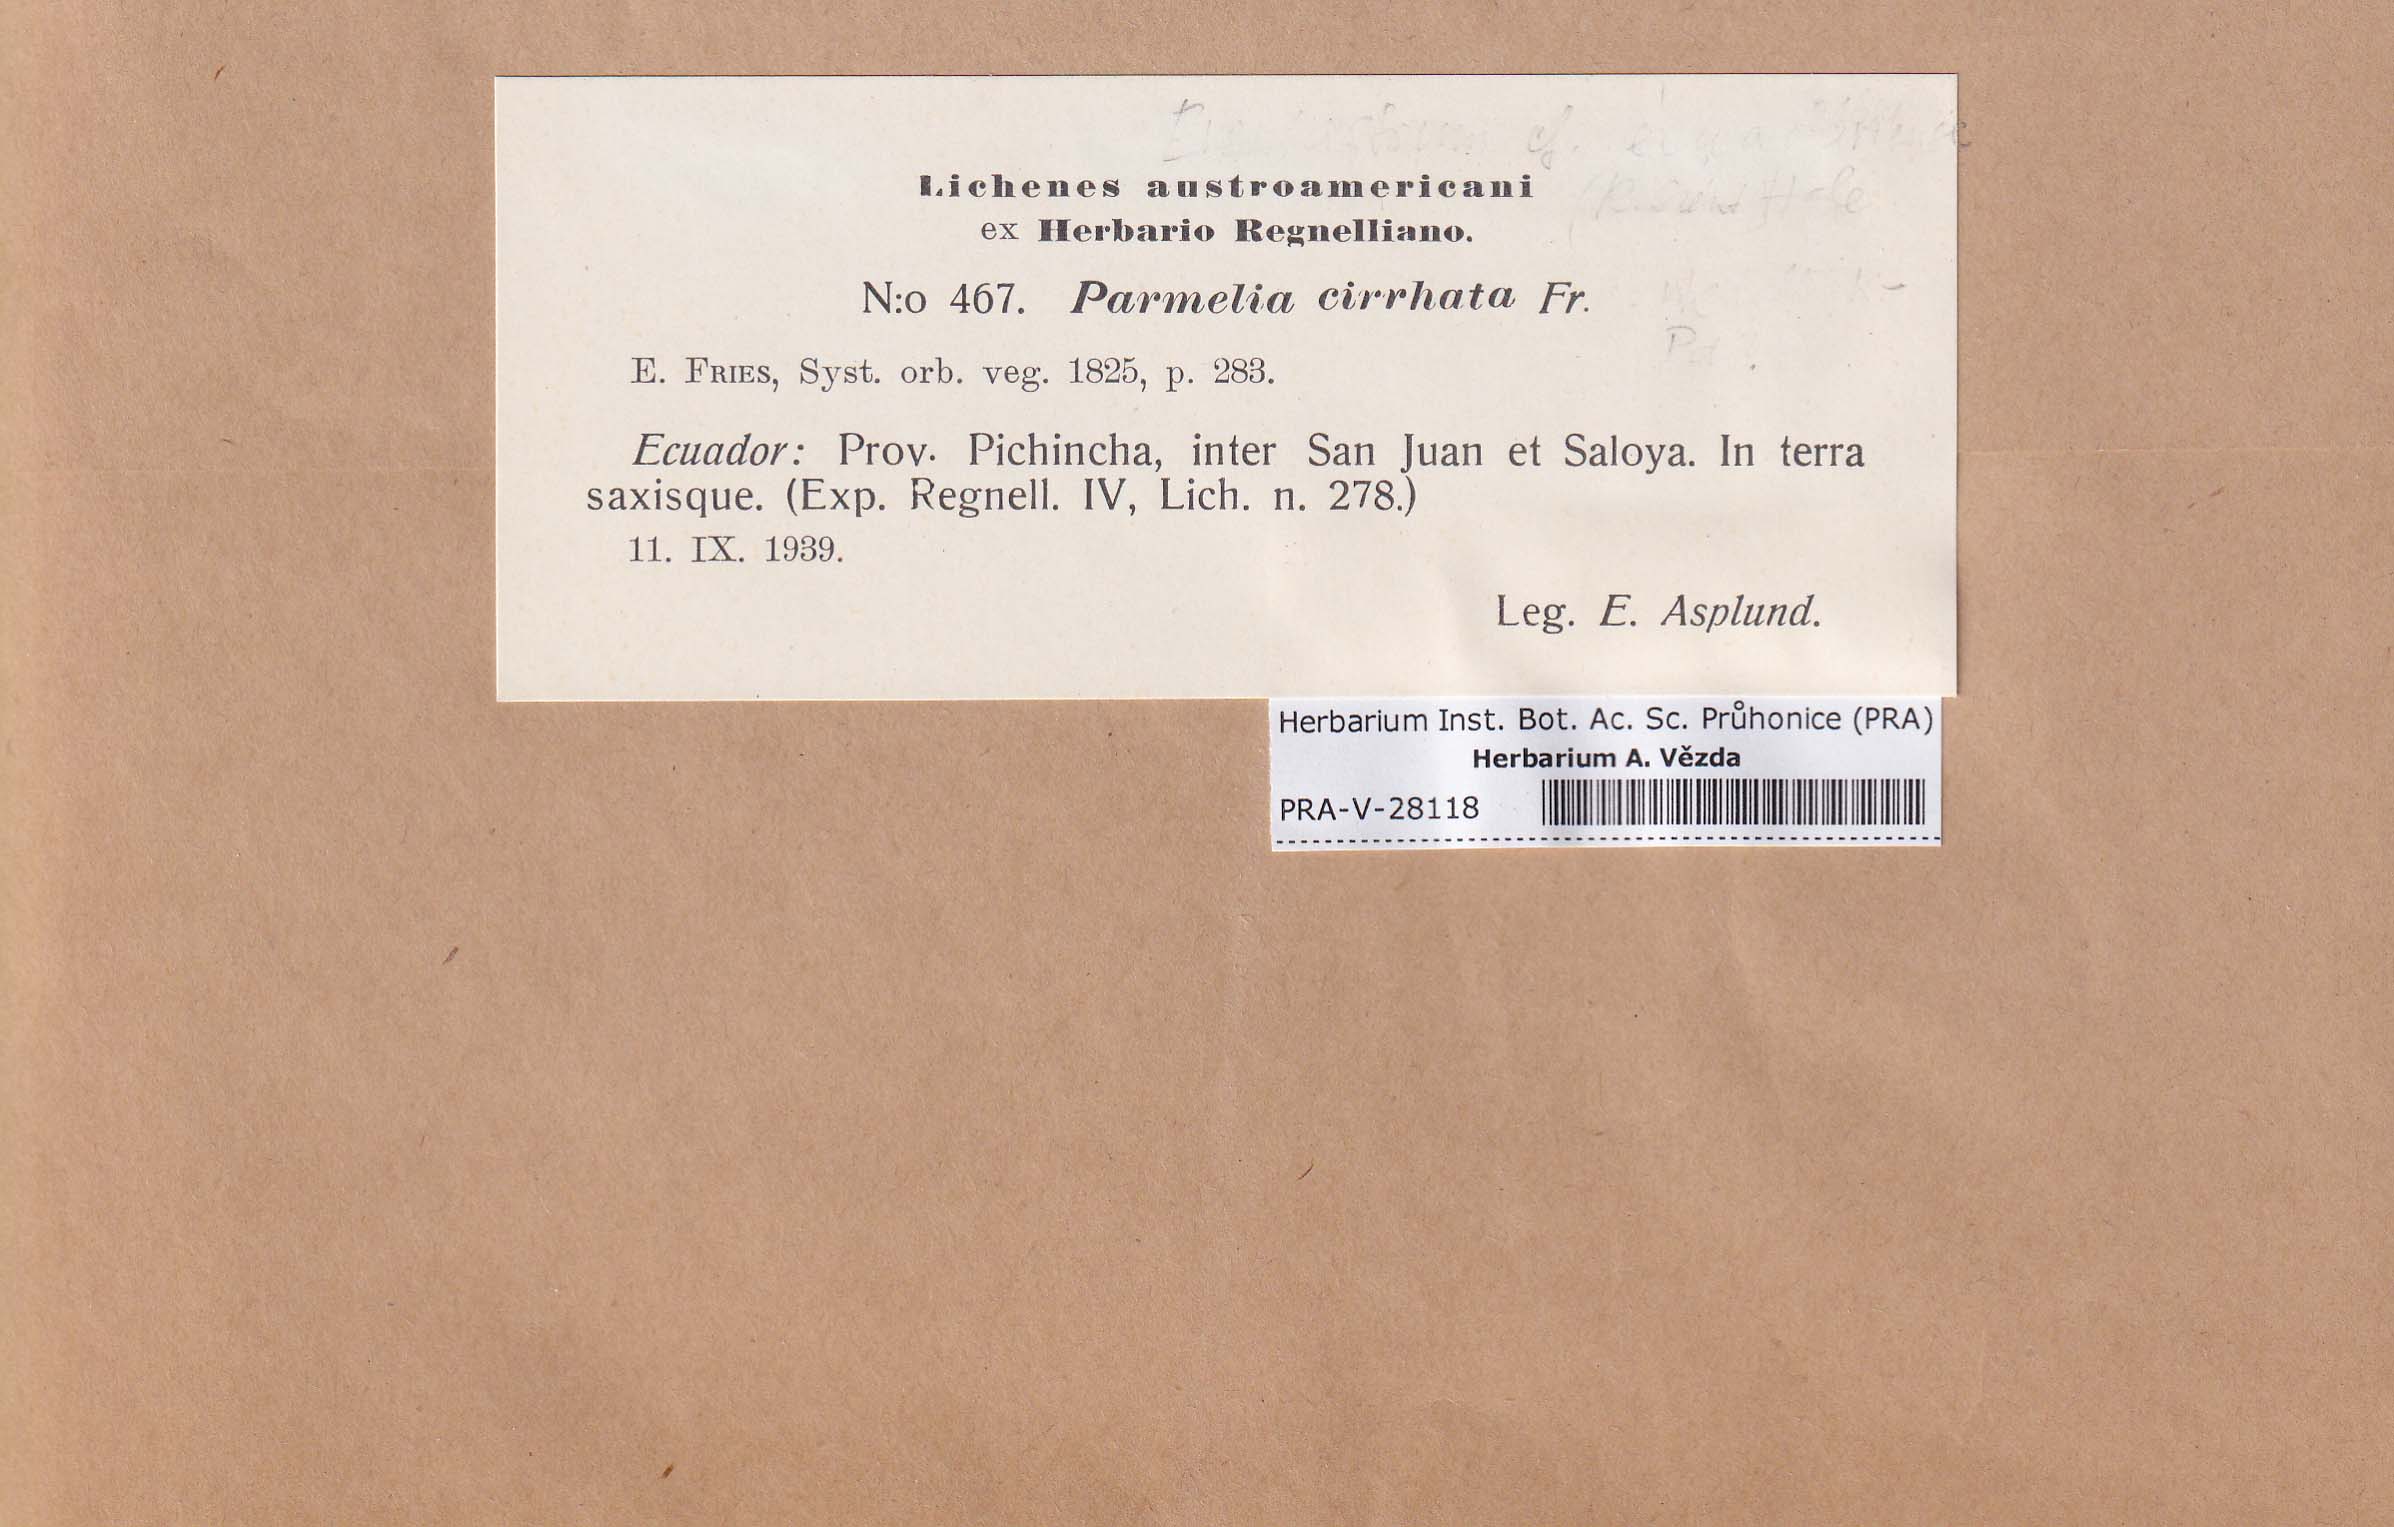 cf.
Lichenes austroamericani
ex Herbario Regnelliano.
Hale
N:o 467. Parmelia cirrhata Fr.
K-
E. FRIES, Syst. orb. veg. 1825, p. 283.
Ecuador: Prov. Pichincha, inter San Juan et Saloya. In terra
saxisque. (Exp. Regnell. IV, Lich. n. 278.)
11. IX. 1939.
Leg. E. Asplund.
Herbarium Inst. Bot. Ac. Sc. Průhonice (PRA)
Herbarium A. Vězda
PRA-V-28118